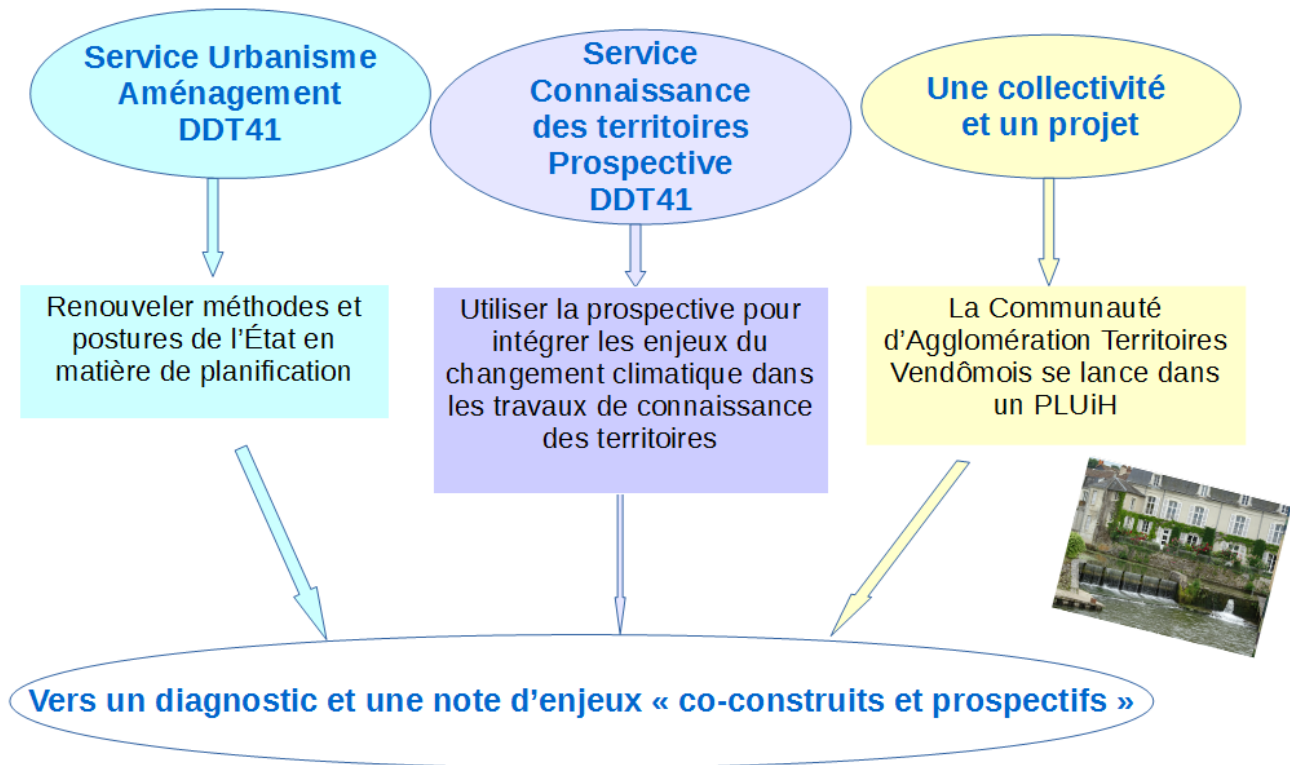 Service Urbanisme
Aménagement
DDT41
Service
Connaissance
des territoires
Prospective
DDT41
Une collectivité
et un projet
Renouveler méthodes et
postures de l'État en
matière de planification
Utiliser la prospective pour
intégrer les enjeux du
changement climatique dans
les travaux de connaissance
des territoires
La Communauté
d'Agglomération Territoires
Vendômois se lance dans
un PLUiH
Vers un diagnostic et une note d'enjeux « co-construits et prospectifs »